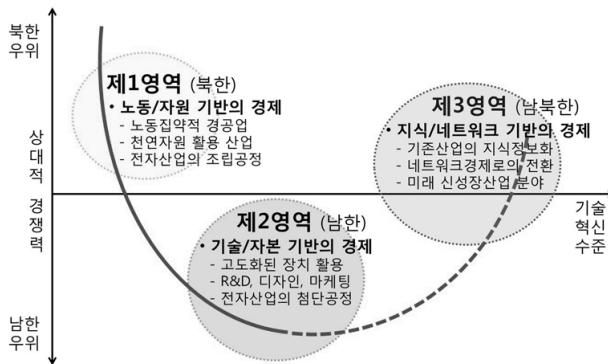 북한
우위
상
대
적
경
쟁
력
남한
우위
제1영역 (북한)
• 노동/자원 기반의 경제
- 노동집약적 경공업
- 천연자원 활용 산업
- 전자산업의 조립공정
제2영역 (남한)
• 기술/자본 기반의 경제
- 고도화된 장치 활용
- R&D, 디자인, 마케팅
- 전자산업의 첨단공정
제3영역 (남북한)
• 지식/네트워크 기반의 경제
- 기존산업의 지식정보화
- 네트워크경제로의 전환
- 미래 신성장산업 분야
기술
혁신
수준